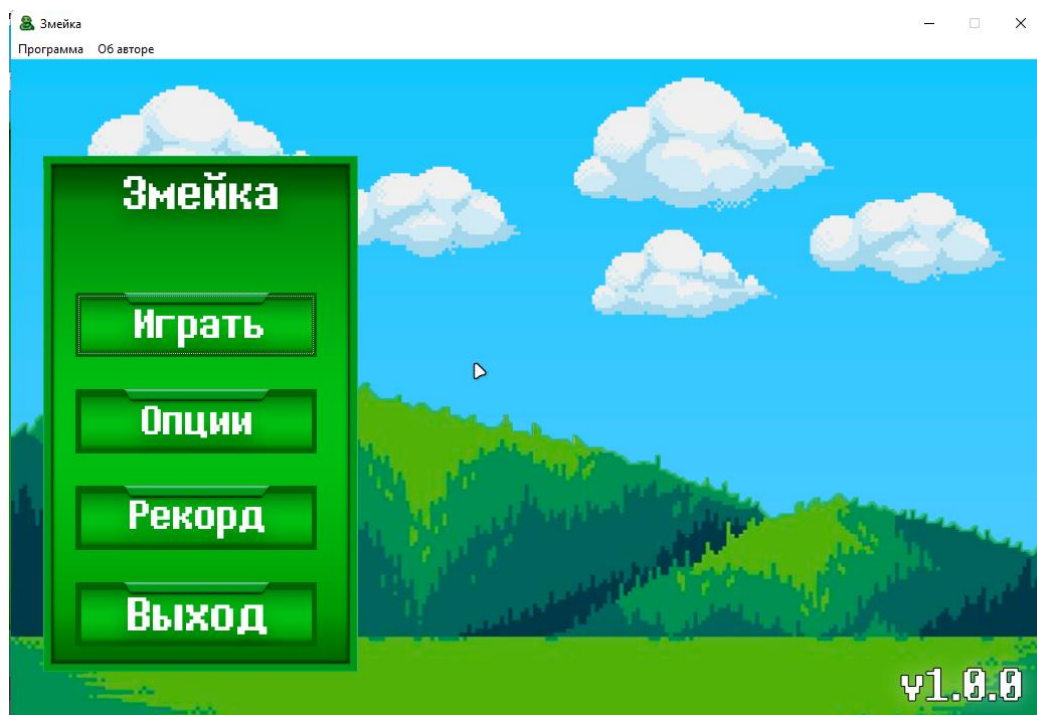 Змейка
Программа Об авторе
Змейка
Играть
Опции
Рекорд
Выход
v1.0.0